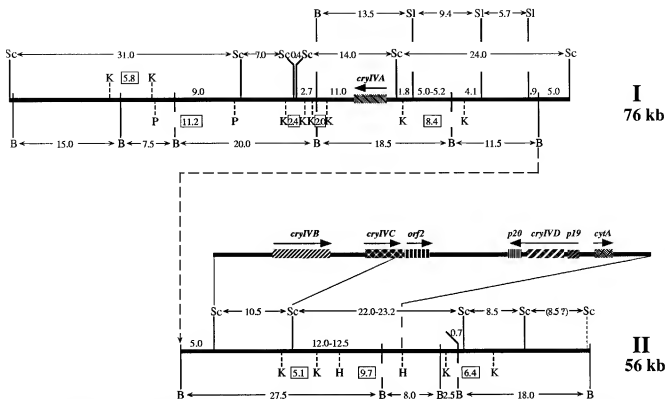 B 13.5 Sl 9.4 Sl 5.7 Sl
Sc 31.0 Sc 7.0 Sc 0.4 Sc 14.0 Sc 24.0 Sc
K 5.8 K cryIVA
9.0 2.7 11.0 1.8 5.0-5.2 4.1 .9 5.0
I
76 kb
P 11.2 P K 2.4 K K 2.0 K K 8.4 K
B 15.0 B 7.5 B 20.0 B 18.5 B 11.5 B
cryIVB cryIVC orf2 p20 cryIVD p19 cytA
Sc 10.5 Sc 22.0-23.2 Sc 8.5 Sc (8.5 ?) Sc
5.0 12.0-12.5 0.7
II
56 kb
K 5.1 K H 9.7 H K 6.4 K
B 27.5 B 8.0 B 2.5 B 18.0 B